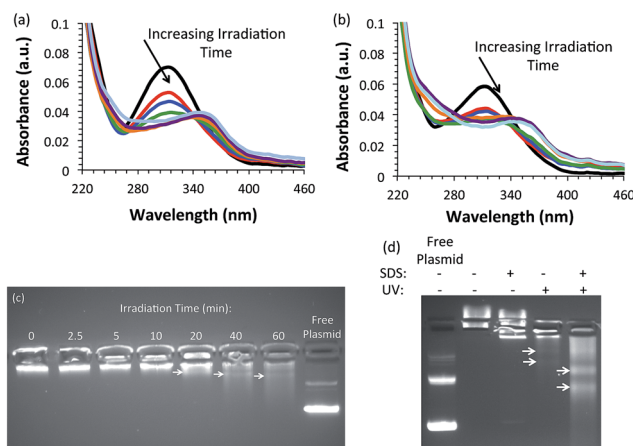 (a)
Increasing Irradiation
Time
Absorbance (a.u.)
0.1
0.08
0.06
0.04
0.02
0
220 280 340 400 460
Wavelength (nm)
(b)
Increasing Irradiation
Time
Absorbance (a.u.)
0.1
0.08
0.06
0.04
0.02
0
220 280 340 400 460
Wavelength (nm)
(c)
Irradiation Time (min):
0 2.5 5 10 20 40 60
Free
Plasmid
(d)
Free
Plasmid
SDS: - - + - +
UV: - - - + +